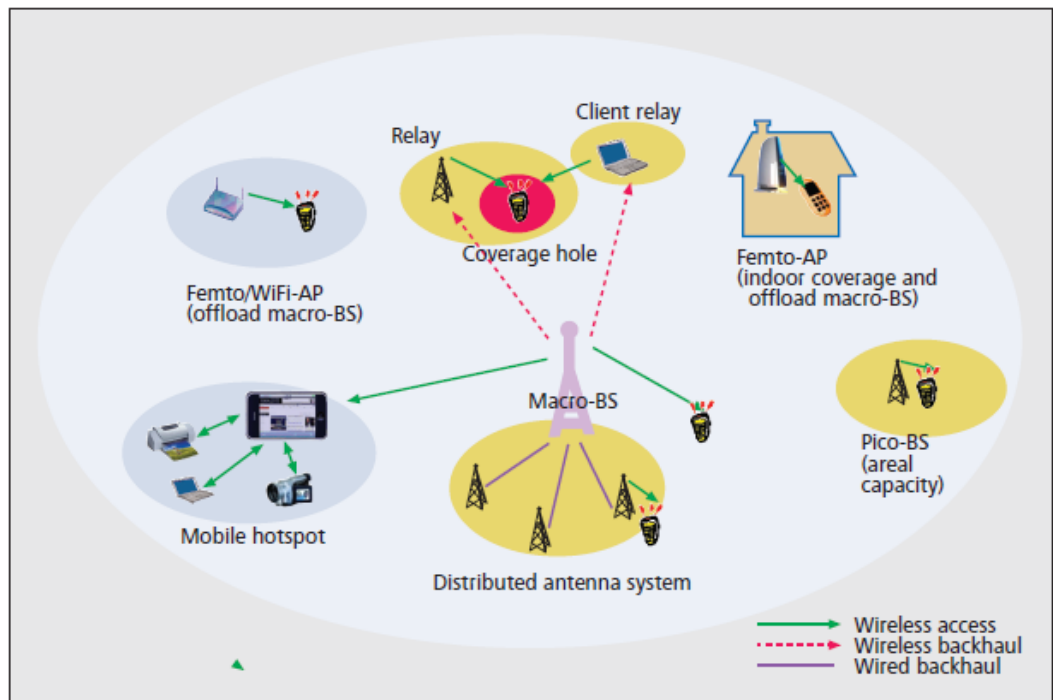 Client relay
Relay
Coverage hole
Femto-AP
(indoor coverage and
offload macro-BS)
Femto/WiFi-AP
(offload macro-BS)
Macro-BS
Pico-BS
(areal
capacity)
Mobile hotspot
Distributed antenna system
Wireless access
Wireless backhaul
Wired backhaul